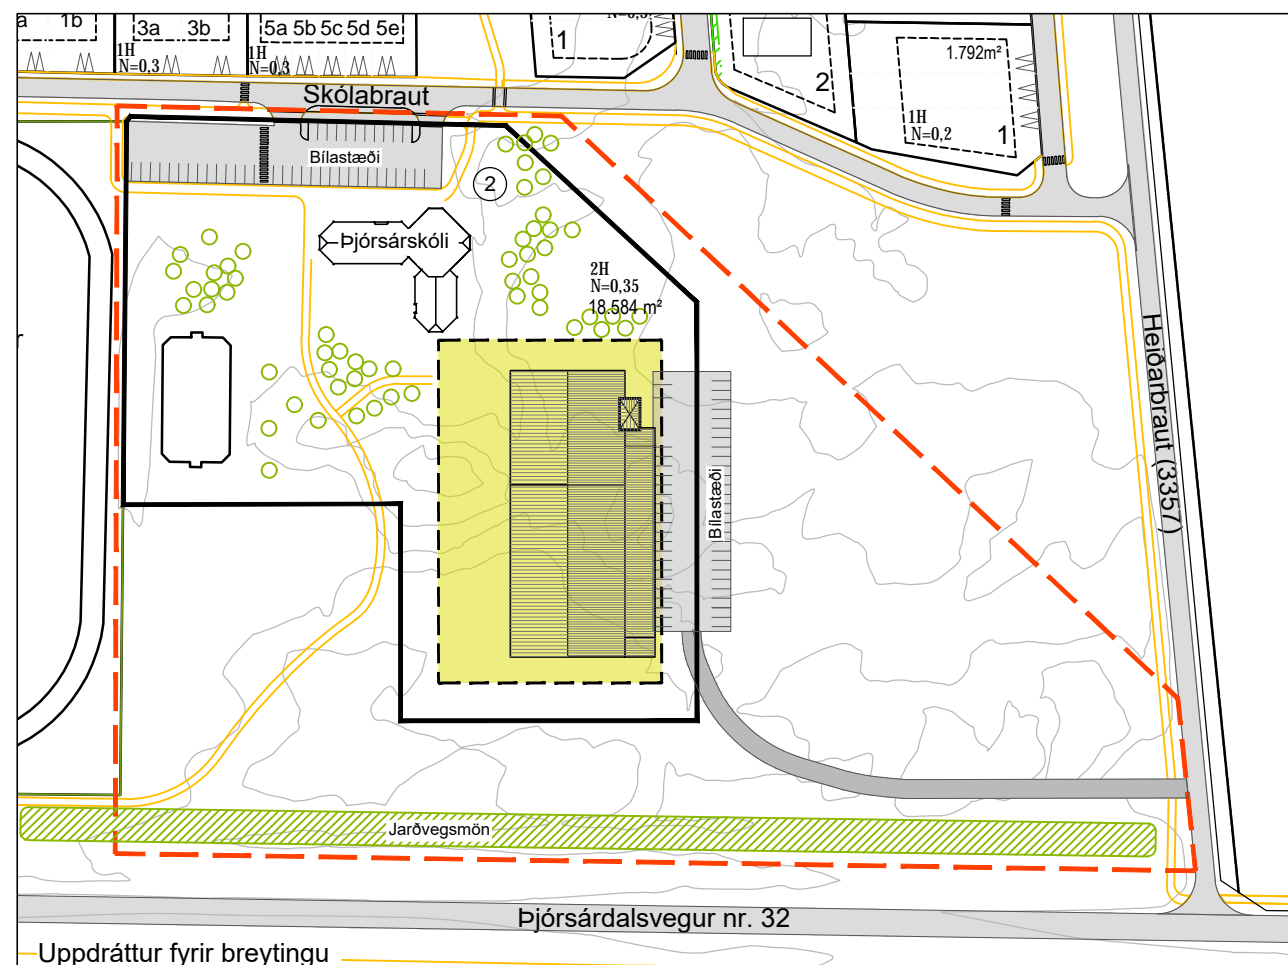 a 1b
3a 3b
5a 5b 5c 5d 5e
1H
N=0,3
1H
N=0,3
1
2
1.792m²
1H
N=0,2
1
Skólabraut
Bílastæði
2
Þjórsárskóli
2H
N=0,35
18.584 m²
Heiðarbraut (3357)
Bílastæði
Jarðvegsmön
Þjórsárdalsvegur nr. 32
Uppdráttur fyrir breytingu